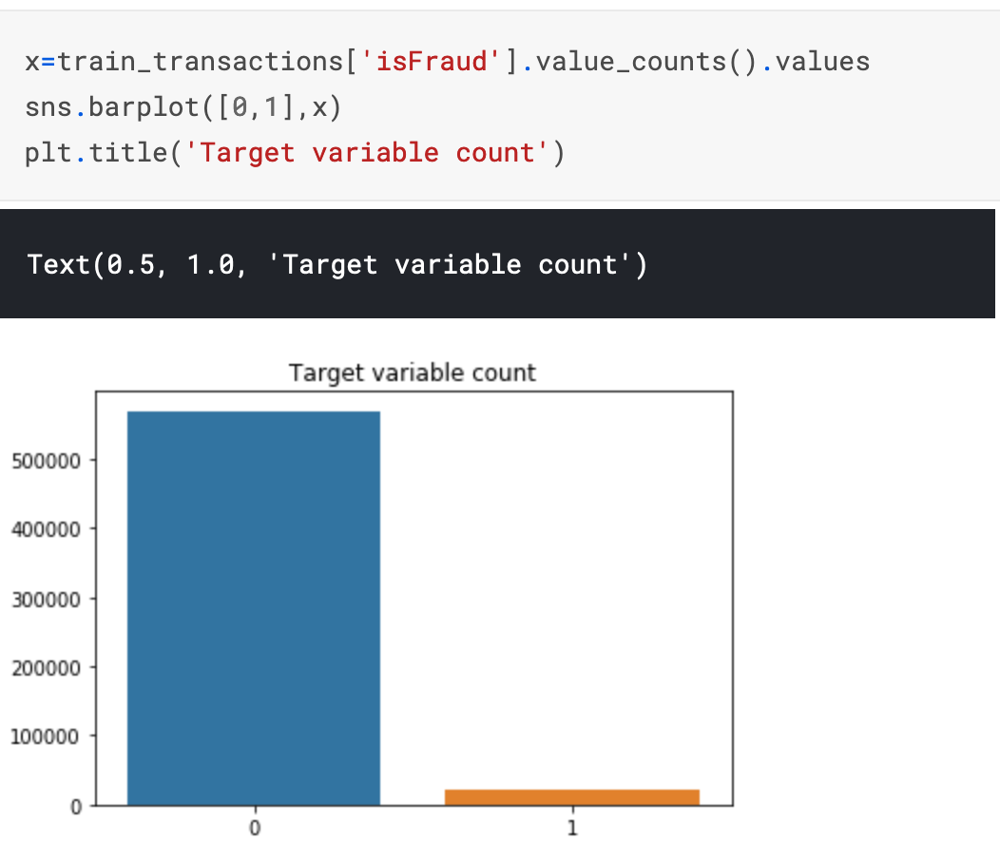 x=train_transactions['isFraud'].value_counts().values
sns.barplot([0,1],x)
plt.title('Target variable count')
Text(0.5, 1.0, 'Target variable count')
Target variable count
500000
400000
300000
200000
100000
0
0 1